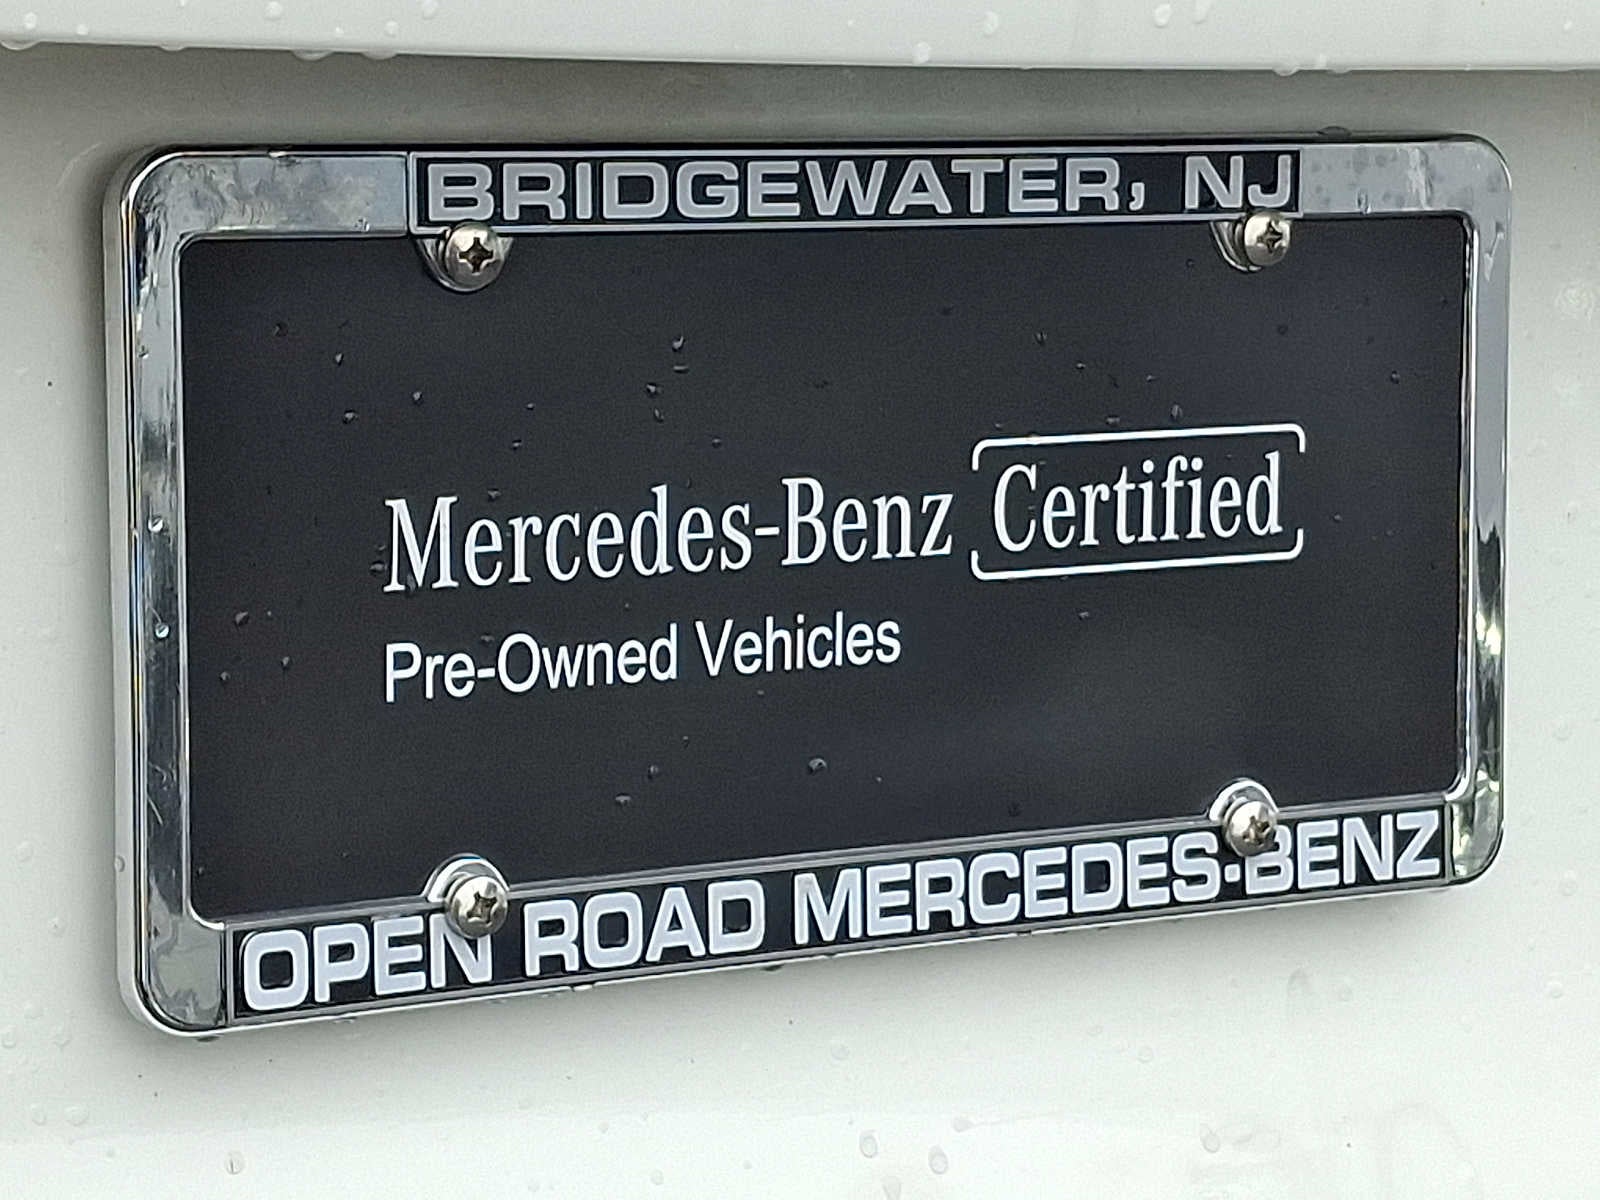 BRIDGEWATER, NJ
Mercedes-Benz Certified
Pre-Owned Vehicles
OPEN ROAD MERCEDES-BENZ